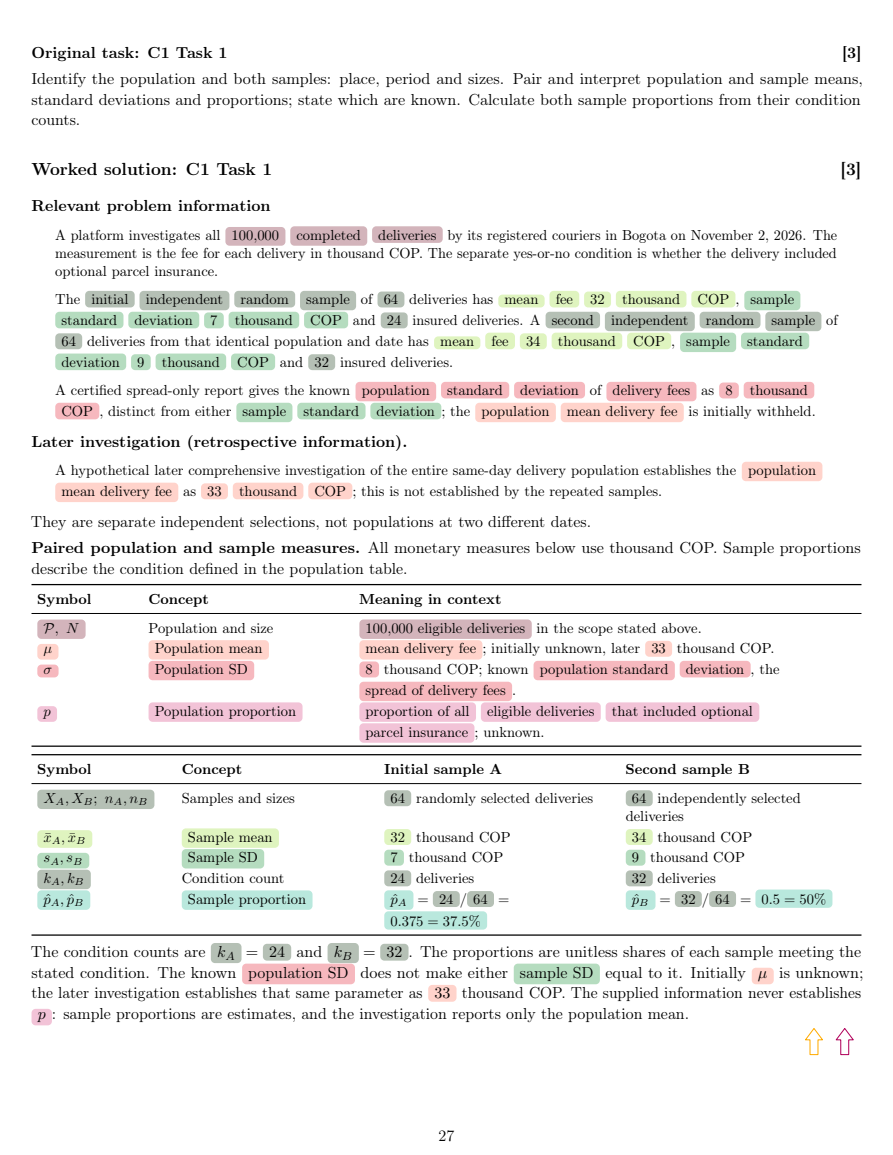 Original task: C1 Task 1 [3]
Identify the population and both samples: place, period and sizes. Pair and interpret population and sample means,
standard deviations and proportions; state which are known. Calculate both sample proportions from their condition
counts.
Worked solution: C1 Task 1 [3]
Relevant problem information
A platform investigates all 100,000 completed deliveries by its registered couriers in Bogota on November 2, 2026. The
measurement is the fee for each delivery in thousand COP. The separate yes-or-no condition is whether the delivery included
optional parcel insurance.
The initial independent random sample of 64 deliveries has mean fee 32 thousand COP, sample
standard deviation 7 thousand COP and 24 insured deliveries. A second independent random sample of
64 deliveries from that identical population and date has mean fee 34 thousand COP, sample standard
deviation 9 thousand COP and 32 insured deliveries.
A certified spread-only report gives the known population standard deviation of delivery fees as 8 thousand
COP, distinct from either sample standard deviation; the population mean delivery fee is initially withheld.
Later investigation (retrospective information).
A hypothetical later comprehensive investigation of the entire same-day delivery population establishes the population
mean delivery fee as 33 thousand COP; this is not established by the repeated samples.
They are separate independent selections, not populations at two different dates.
Paired population and sample measures. All monetary measures below use thousand COP. Sample proportions
describe the condition defined in the population table.
Symbol Concept Meaning in context
𝒫, N Population and size 100,000 eligible deliveries in the scope stated above.
μ Population mean mean delivery fee; initially unknown, later 33 thousand COP.
σ Population SD 8 thousand COP; known population standard deviation, the
spread of delivery fees.
p Population proportion proportion of all eligible deliveries that included optional
parcel insurance; unknown.
Symbol Concept Initial sample A Second sample B
X_A, X_B; n_A, n_B Samples and sizes 64 randomly selected deliveries 64 independently selected
deliveries
x̄_A, x̄_B Sample mean 32 thousand COP 34 thousand COP
s_A, s_B Sample SD 7 thousand COP 9 thousand COP
k_A, k_B Condition count 24 deliveries 32 deliveries
p̂_A, p̂_B Sample proportion p̂_A = 24/64 = p̂_B = 32/64 = 0.5 = 50%
0.375 = 37.5%
The condition counts are k_A = 24 and k_B = 32. The proportions are unitless shares of each sample meeting the
stated condition. The known population SD does not make either sample SD equal to it. Initially μ is unknown;
the later investigation establishes that same parameter as 33 thousand COP. The supplied information never establishes
p: sample proportions are estimates, and the investigation reports only the population mean.
27